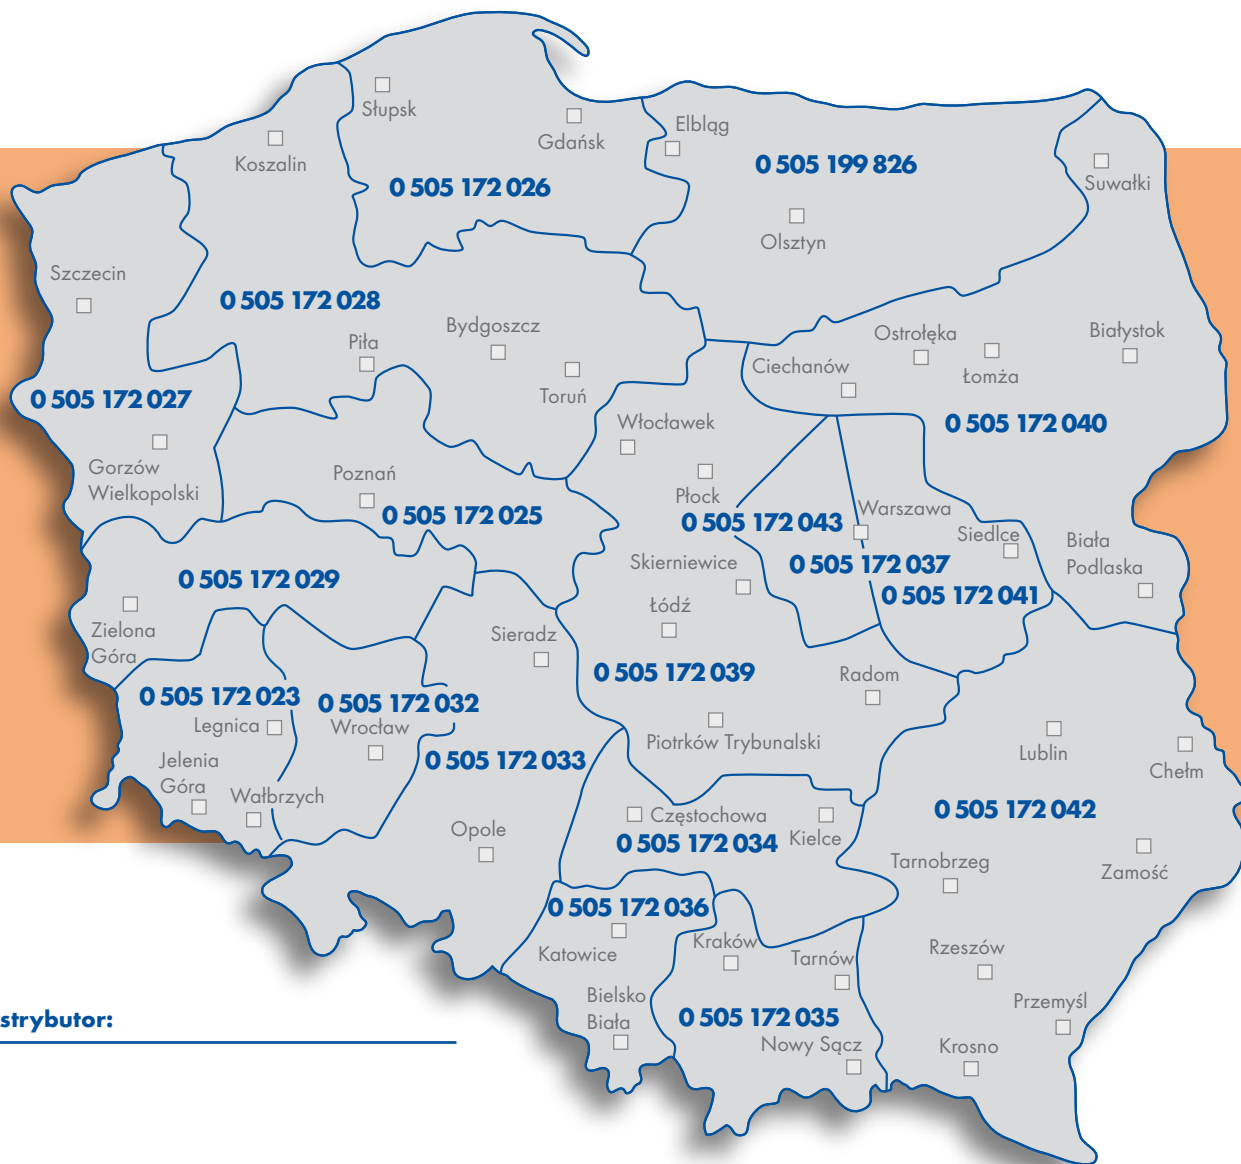 Słupsk
Gdańsk
Elbląg
Koszalin
0 505 172 026
0 505 199 826
Suwałki
Olsztyn
Szczecin
0 505 172 028
Piła
Bydgoszcz
Toruń
Ostrołęka
Białystok
Ciechanów
Łomża
0 505 172 027
0 505 172 040
Włocławek
Gorzów
Wielkopolski
Poznań
Płock
0 505 172 025
0 505 172 043
Warszawa
Siedlce
Biała
Podlaska
0 505 172 029
Skierniewice
0 505 172 037
0 505 172 041
Łódź
Zielona
Góra
Sieradz
0 505 172 039
Radom
0 505 172 023
0 505 172 032
Legnica
Wrocław
Piotrków Trybunalski
Lublin
Chełm
Jelenia
Góra
Wałbrzych
0 505 172 033
0 505 172 042
Opole
Częstochowa
0 505 172 034
Kielce
Tarnobrzeg
Zamość
0 505 172 036
Katowice
Kraków
Tarnów
Rzeszów
Bielsko
Biała
0 505 172 035
Nowy Sącz
Przemyśl
Krosno
strybutor: